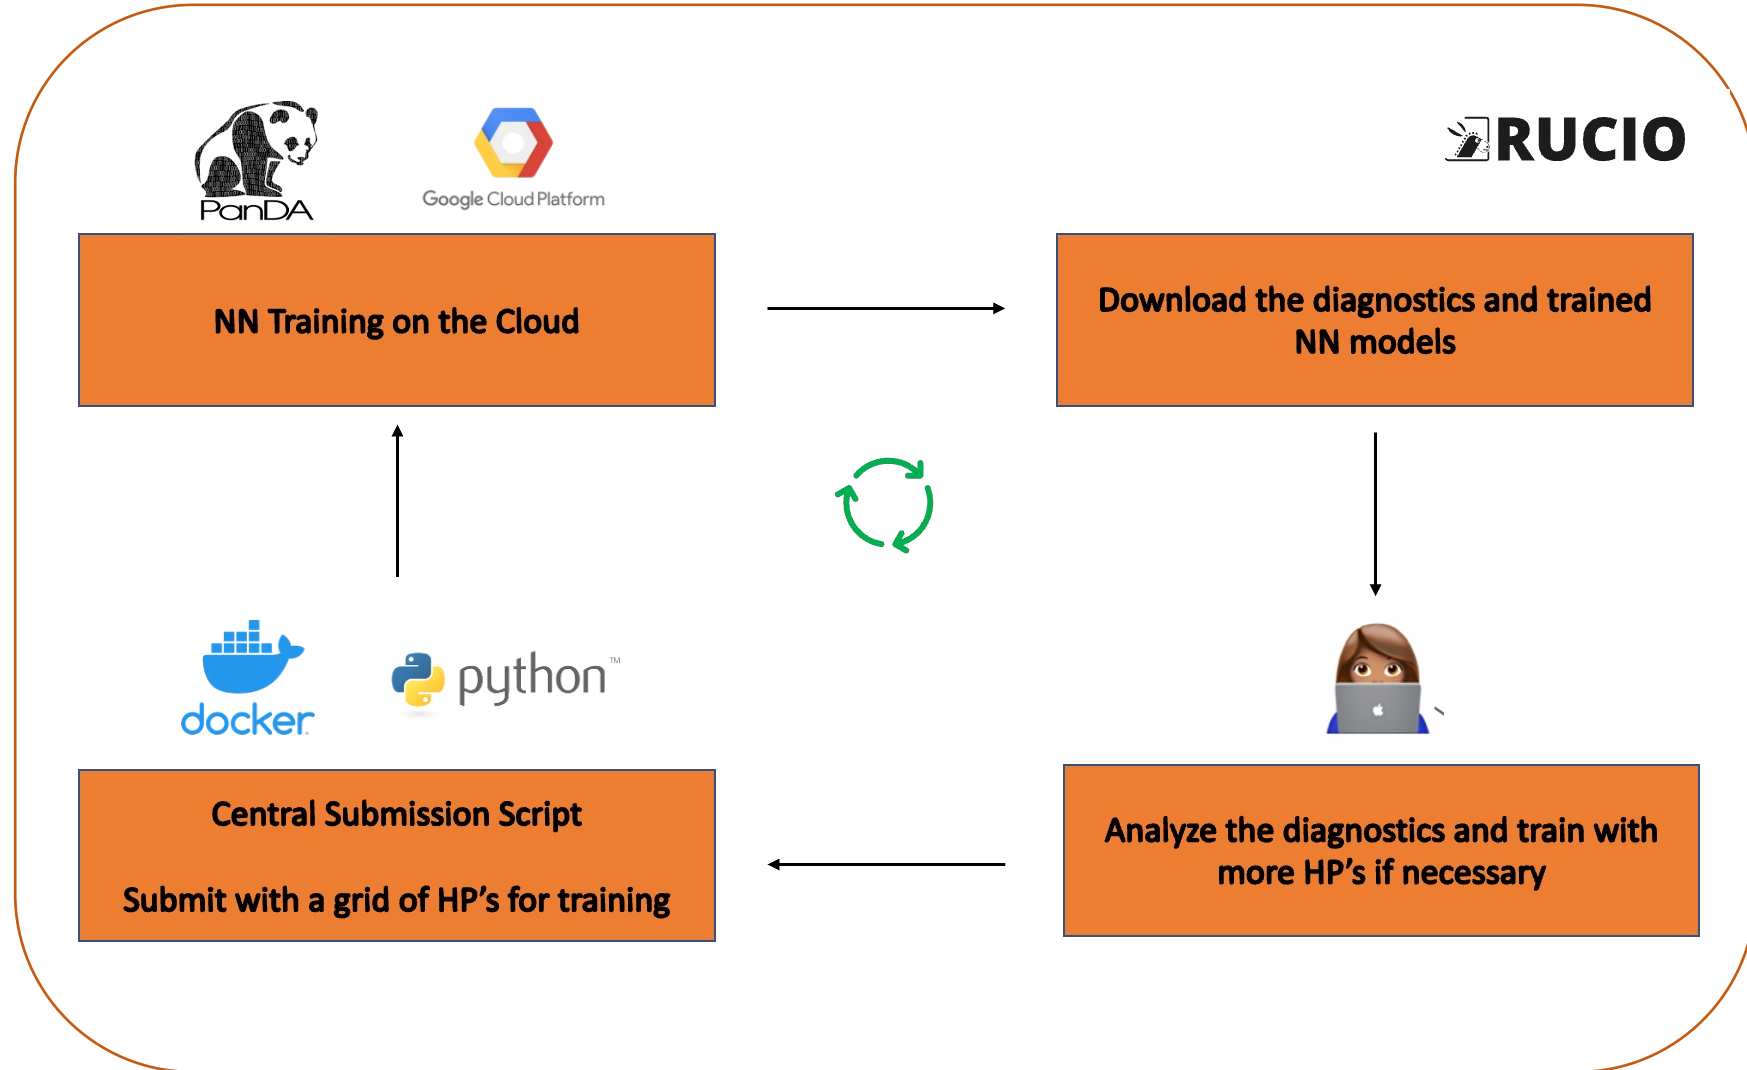 PanDA
Google Cloud Platform
RUCIO
NN Training on the Cloud
Download the diagnostics and trained
NN models
docker
python™
Central Submission Script
Submit with a grid of HP’s for training
Analyze the diagnostics and train with
more HP’s if necessary